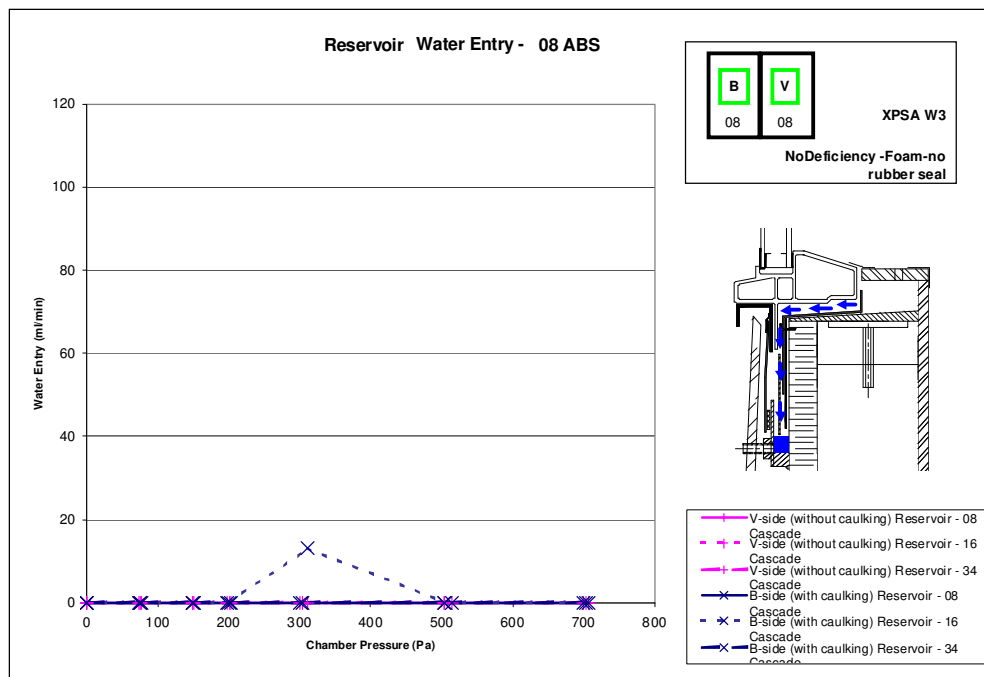 Reservoir Water Entry - 08 ABS
120
100
80
60
40
20
0
Water Entry (ml/min)
0 100 200 300 400 500 600 700 800
Chamber Pressure (Pa)
B V
08 08
XPSA W3
NoDeficiency -Foam-no
rubber seal
V-side (without caulking) Reservoir - 08
Cascade
V-side (without caulking) Reservoir - 16
Cascade
V-side (without caulking) Reservoir - 34
Cascade
B-side (with caulking) Reservoir - 08
Cascade
B-side (with caulking) Reservoir - 16
Cascade
B-side (with caulking) Reservoir - 34
Cascade